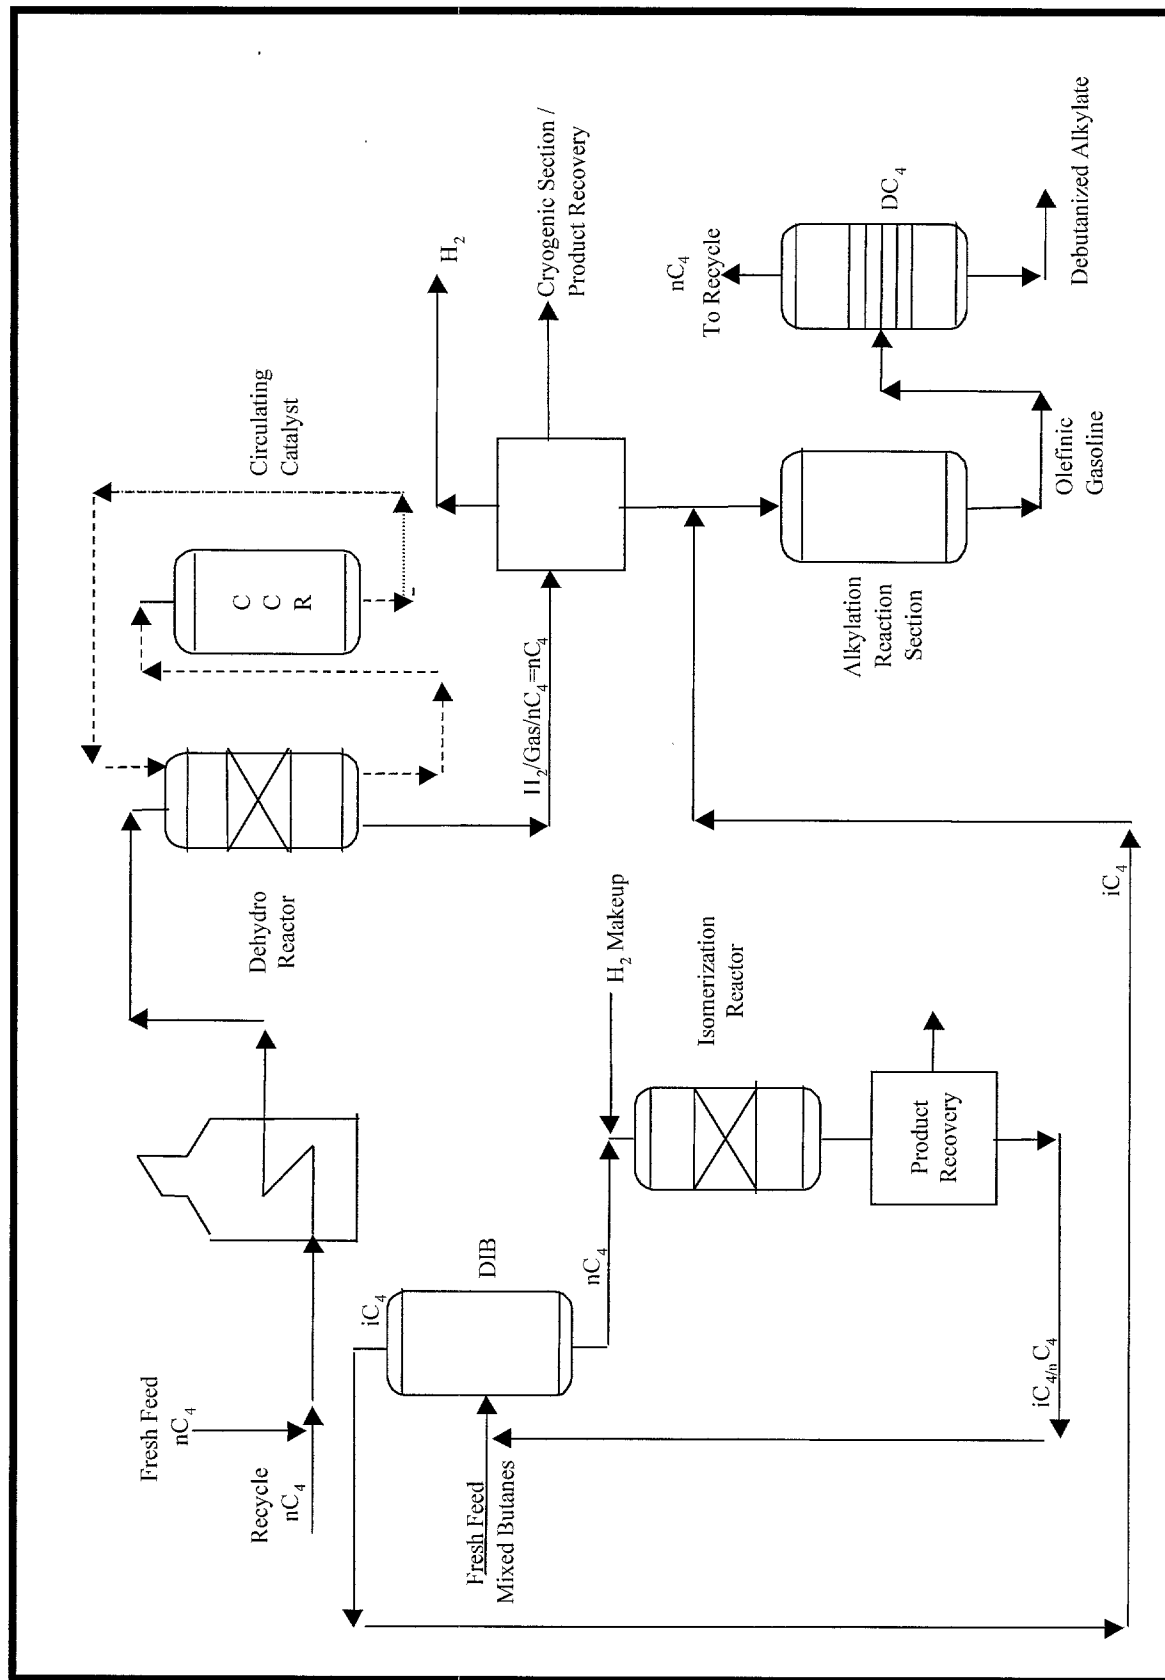 Fresh Feed
nC4
Recycle
nC4
Dehydro
Reactor
C
C
R
Circulating
Catalyst
H2
Cryogenic Section /
Product Recovery
H2/Gas/nC4=nC4
Fresh Feed
Mixed Butanes
iC4
DIB
nC4
H2 Makeup
Isomerization
Reactor
Product
Recovery
iC4/nC4
iC4
Alkylation
Reaction
Section
Olefinic
Gasoline
nC4
To Recycle
DC4
Debutanized Alkylate